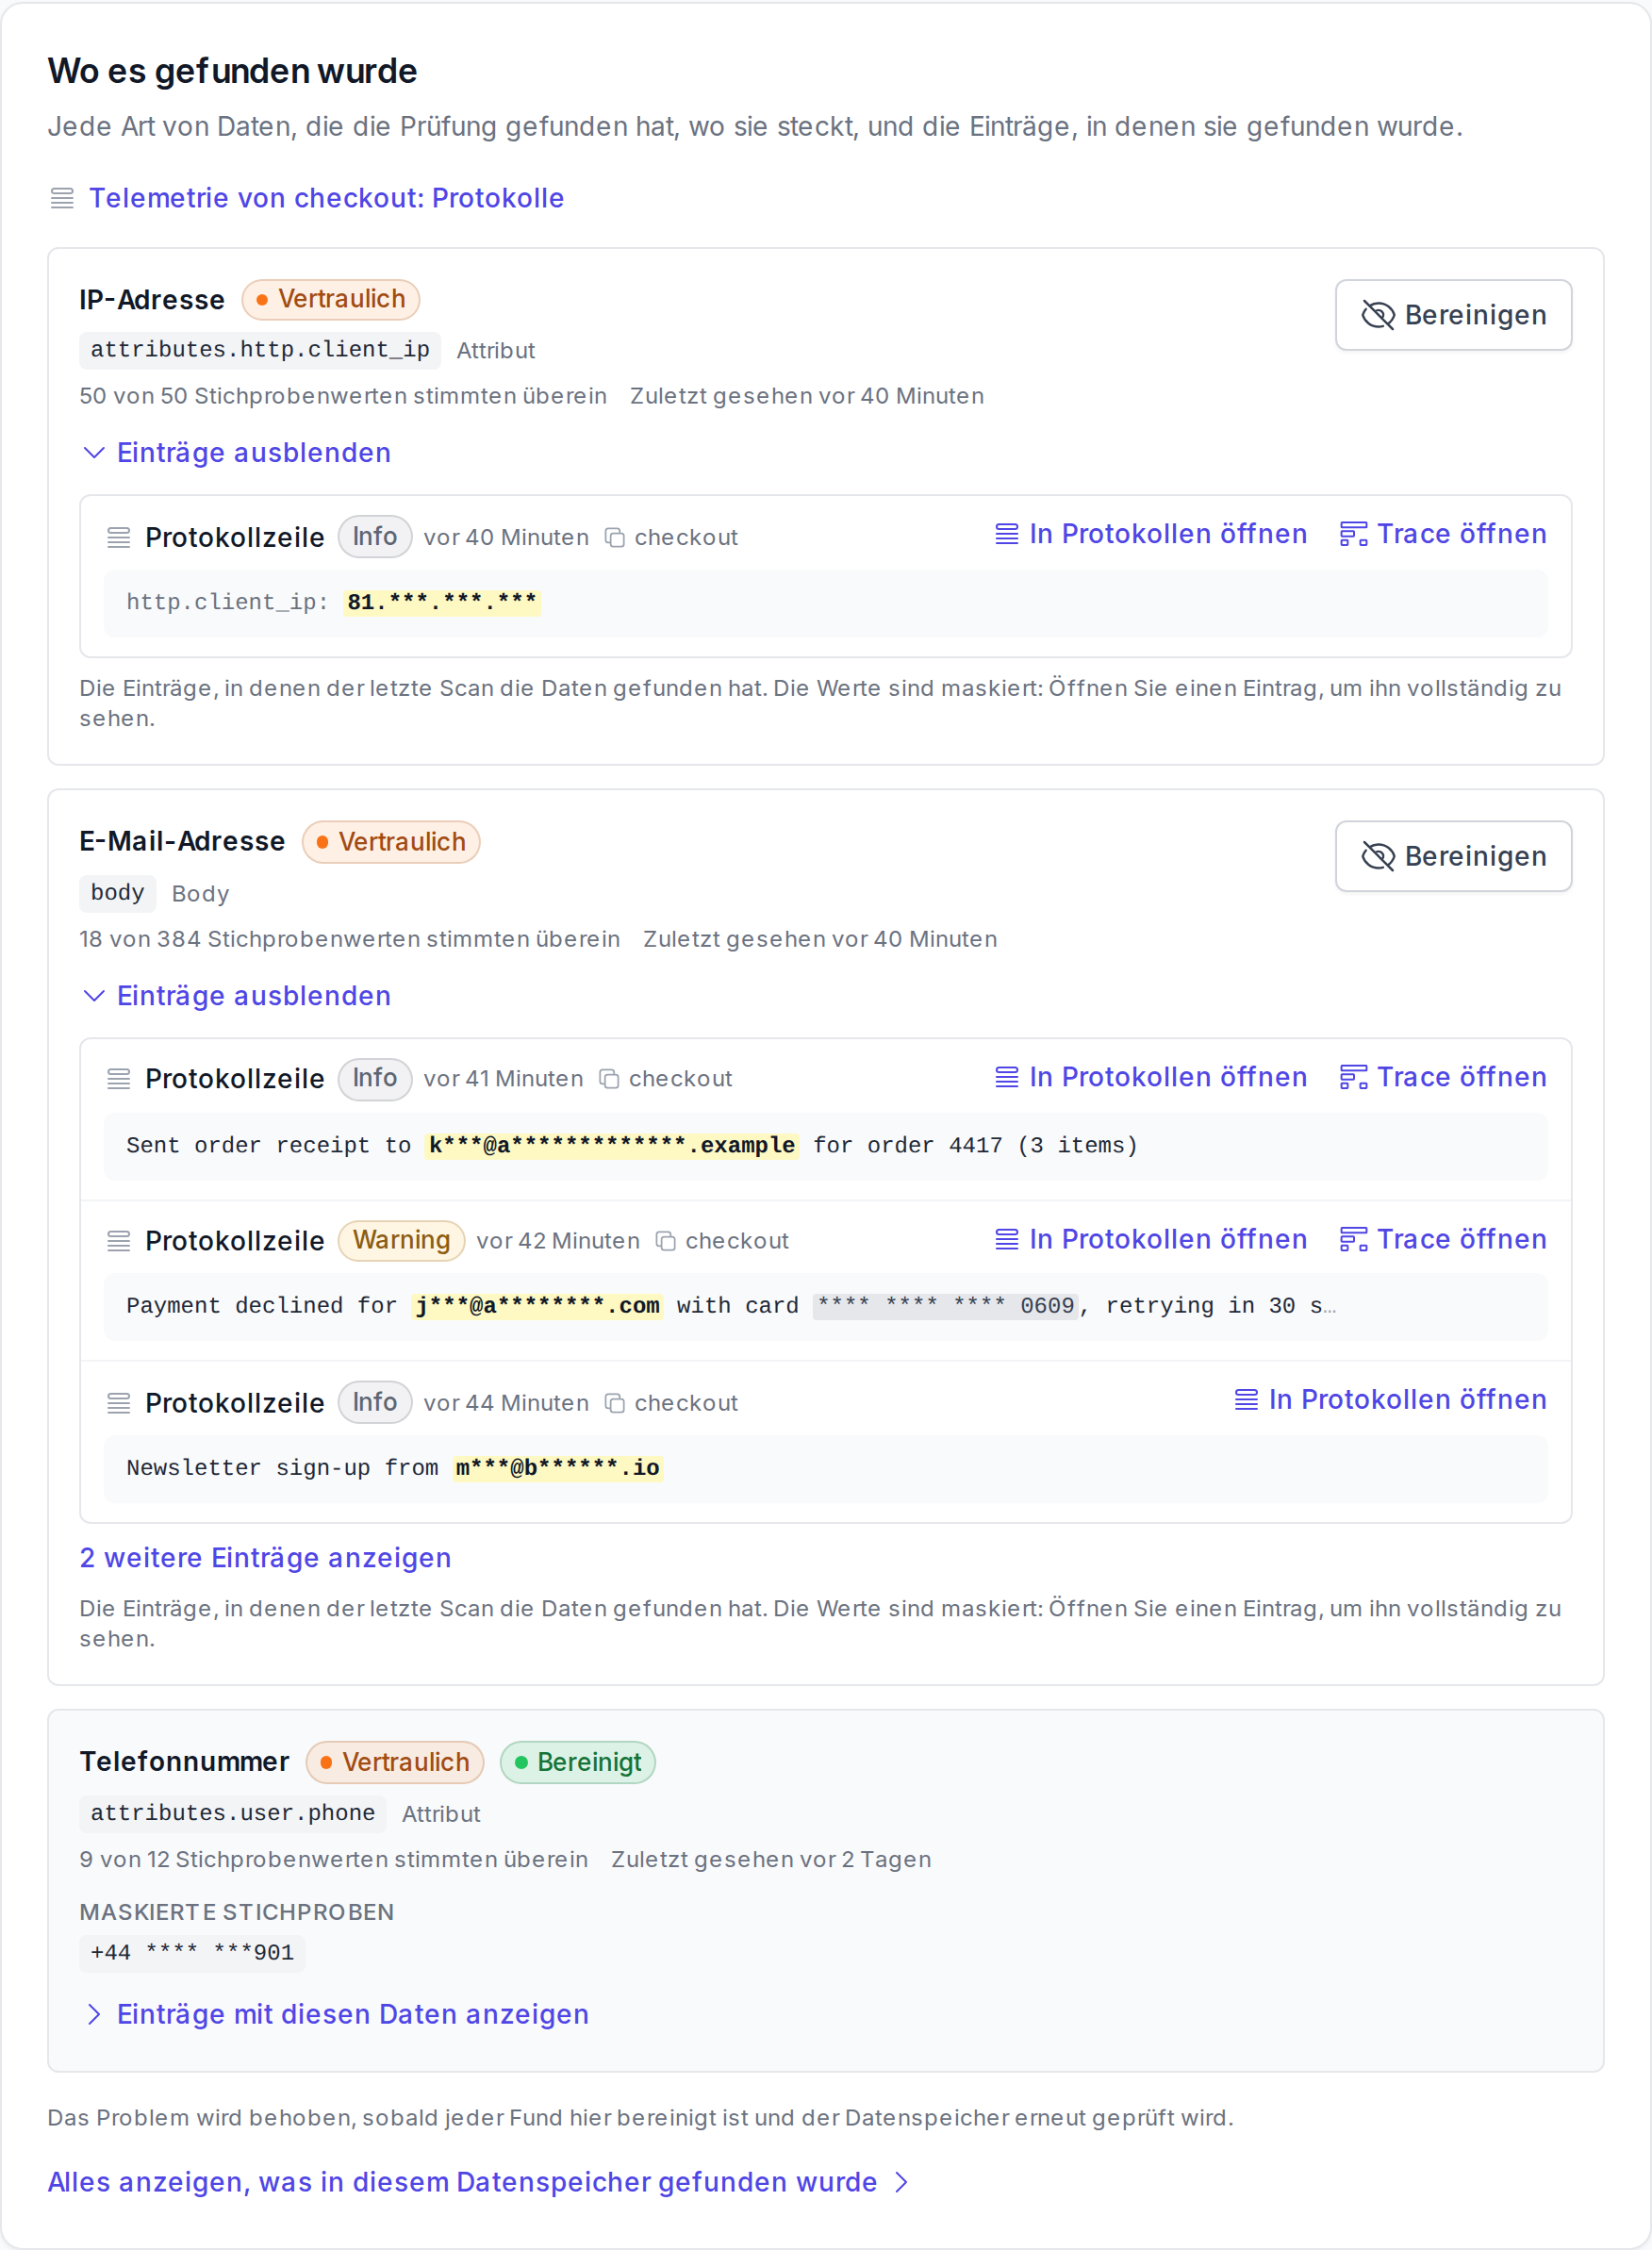 Wo es gefunden wurde
Jede Art von Daten, die die Prüfung gefunden hat, wo sie steckt, und die Einträge, in denen sie gefunden wurde.
Telemetrie von checkout: Protokolle
IP-Adresse Vertraulich
Bereinigen
attributes.http.client_ip Attribut
50 von 50 Stichprobenwerten stimmten überein Zuletzt gesehen vor 40 Minuten
Einträge ausblenden
Protokollzeile Info vor 40 Minuten checkout In Protokollen öffnen Trace öffnen
http.client_ip: 81.***.***.***
Die Einträge, in denen der letzte Scan die Daten gefunden hat. Die Werte sind maskiert: Öffnen Sie einen Eintrag, um ihn vollständig zu
sehen.
E-Mail-Adresse Vertraulich
Bereinigen
body Body
18 von 384 Stichprobenwerten stimmten überein Zuletzt gesehen vor 40 Minuten
Einträge ausblenden
Protokollzeile Info vor 41 Minuten checkout In Protokollen öffnen Trace öffnen
Sent order receipt to k***@a*************.example for order 4417 (3 items)
Protokollzeile Warning vor 42 Minuten checkout In Protokollen öffnen Trace öffnen
Payment declined for j***@a********.com with card **** **** **** 0609, retrying in 30 s…
Protokollzeile Info vor 44 Minuten checkout In Protokollen öffnen
Newsletter sign-up from m***@b******.io
2 weitere Einträge anzeigen
Die Einträge, in denen der letzte Scan die Daten gefunden hat. Die Werte sind maskiert: Öffnen Sie einen Eintrag, um ihn vollständig zu
sehen.
Telefonnummer Vertraulich Bereinigt
attributes.user.phone Attribut
9 von 12 Stichprobenwerten stimmten überein Zuletzt gesehen vor 2 Tagen
MASKIERTE STICHPROBEN
+44 **** ***901
Einträge mit diesen Daten anzeigen
Das Problem wird behoben, sobald jeder Fund hier bereinigt ist und der Datenspeicher erneut geprüft wird.
Alles anzeigen, was in diesem Datenspeicher gefunden wurde